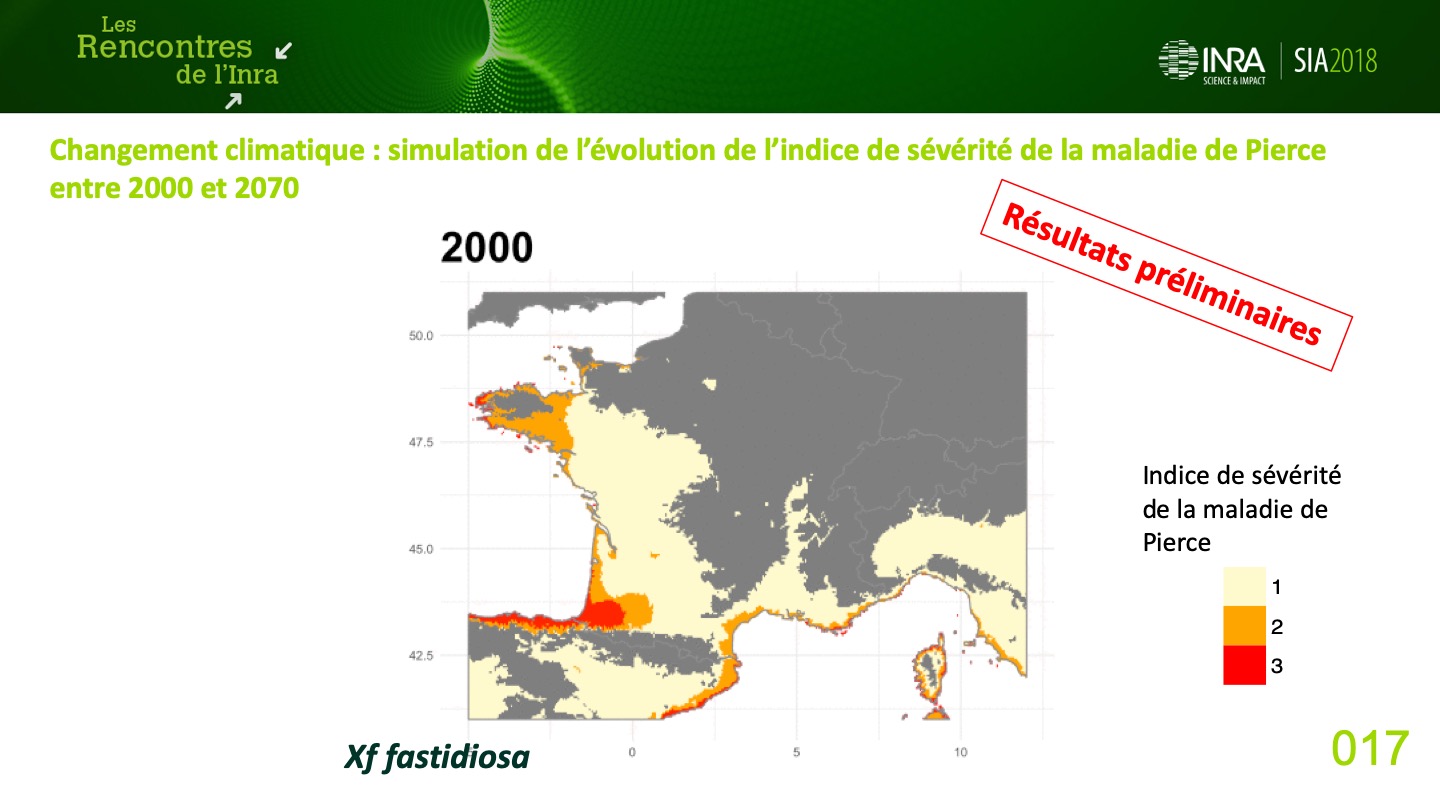 Les
Rencontres
de l'Inra
INRA
SCIENCE & IMPACT
SIA2018
Changement climatique : simulation de l’évolution de l’indice de sévérité de la maladie de Pierce
entre 2000 et 2070
Résultats préliminaires
2000
50.0
47.5
45.0
42.5
0
5
10
Indice de sévérité
de la maladie de
Pierce
1
2
3
Xf fastidiosa
017